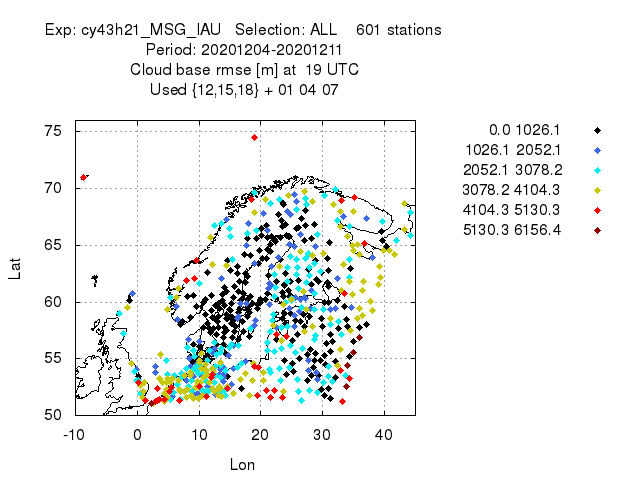 Exp: cy43h21_MSG_IAU Selection: ALL 601 stations
Period: 20201204-20201211
Cloud base rmse [m] at 19 UTC
Used {12,15,18} + 01 04 07
0.0 1026.1
1026.1 2052.1
2052.1 3078.2
3078.2 4104.3
4104.3 5130.3
5130.3 6156.4
75
70
65
60
55
50
Lat
-10 0 10 20 30 40
Lon